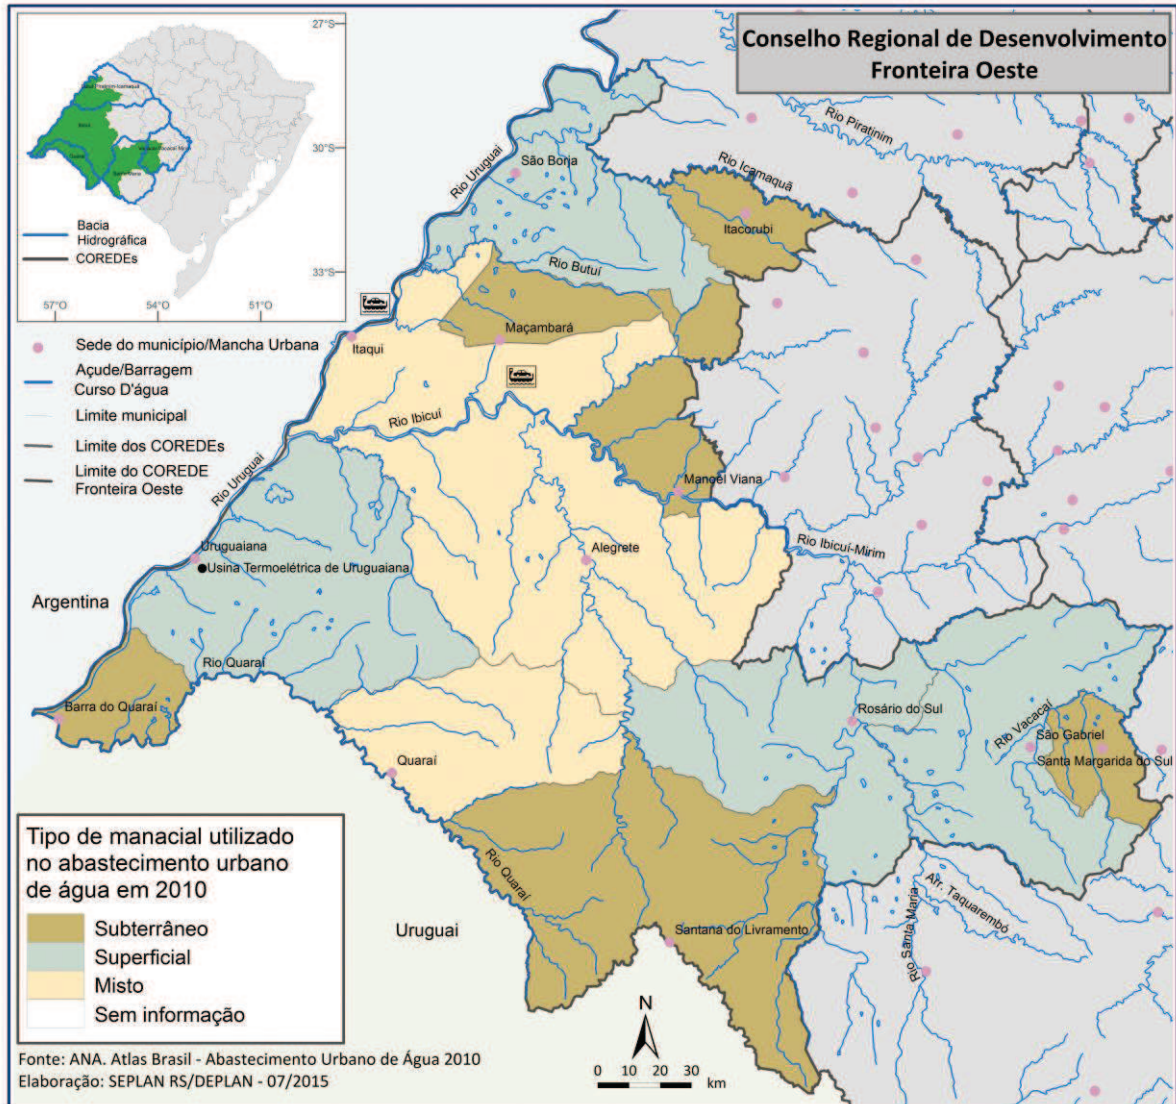 Conselho Regional de Desenvolvimento
Fronteira Oeste
27°S
30°S
33°S
57°O
54°O
51°O
Bacia
Hidrográfica
COREDEs
Sede do município/Mancha Urbana
Açude/Barragem
Curso D'água
Limite municipal
Limite dos COREDEs
Limite do COREDE
Fronteira Oeste
Rio Piratinim
Rio Uruguai
São Borja
Rio Icamaquã
Itacorubi
Rio Butuí
Maçambará
Itaqui
Rio Ibicuí
Rio Uruguai
Manoel Viana
Uruguaiana
Usina Termoelétrica de Uruguaiana
Alegrete
Rio Ibicuí-Mirim
Argentina
Rio Quaraí
Barra do Quaraí
Rosário do Sul
Rio Vacacaí
São Gabriel
Santa Margarida do Sul
Quaraí
Rio Quaraí
Arr. Taquarembó
Rio Santa Maria
Uruguai
Santana do Livramento
Tipo de manacial utilizado
no abastecimento urbano
de água em 2010
Subterrâneo
Superficial
Misto
Sem informação
N
0 10 20 30
km
Fonte: ANA. Atlas Brasil - Abastecimento Urbano de Água 2010
Elaboração: SEPLAN RS/DEPLAN - 07/2015